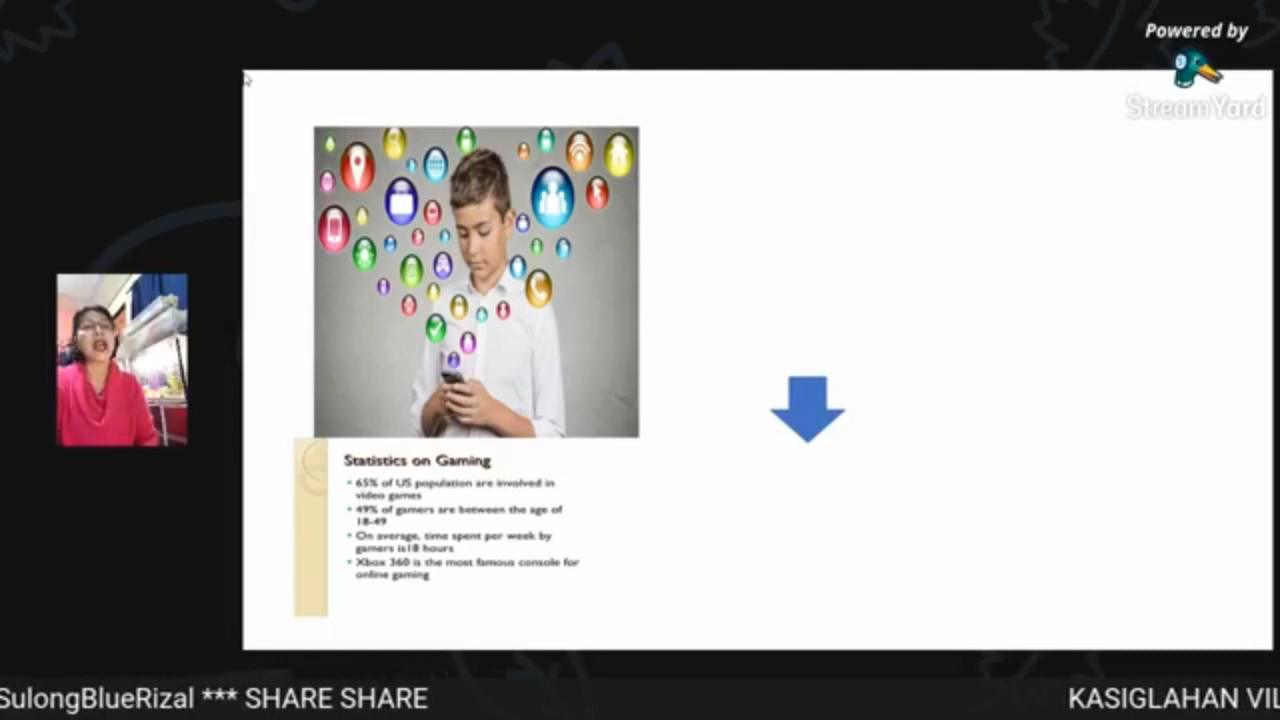 Powered by
StreamYard
Statistics on Gaming
• 65% of US population are involved in
video games
• 49% of gamers are between the age of
18-49
• On average, time spent per week by
gamers is18 hours
• Xbox 360 is the most famous console for
online gaming
SulongBlueRizal *** SHARE SHARE
KASIGLAHAN VIL